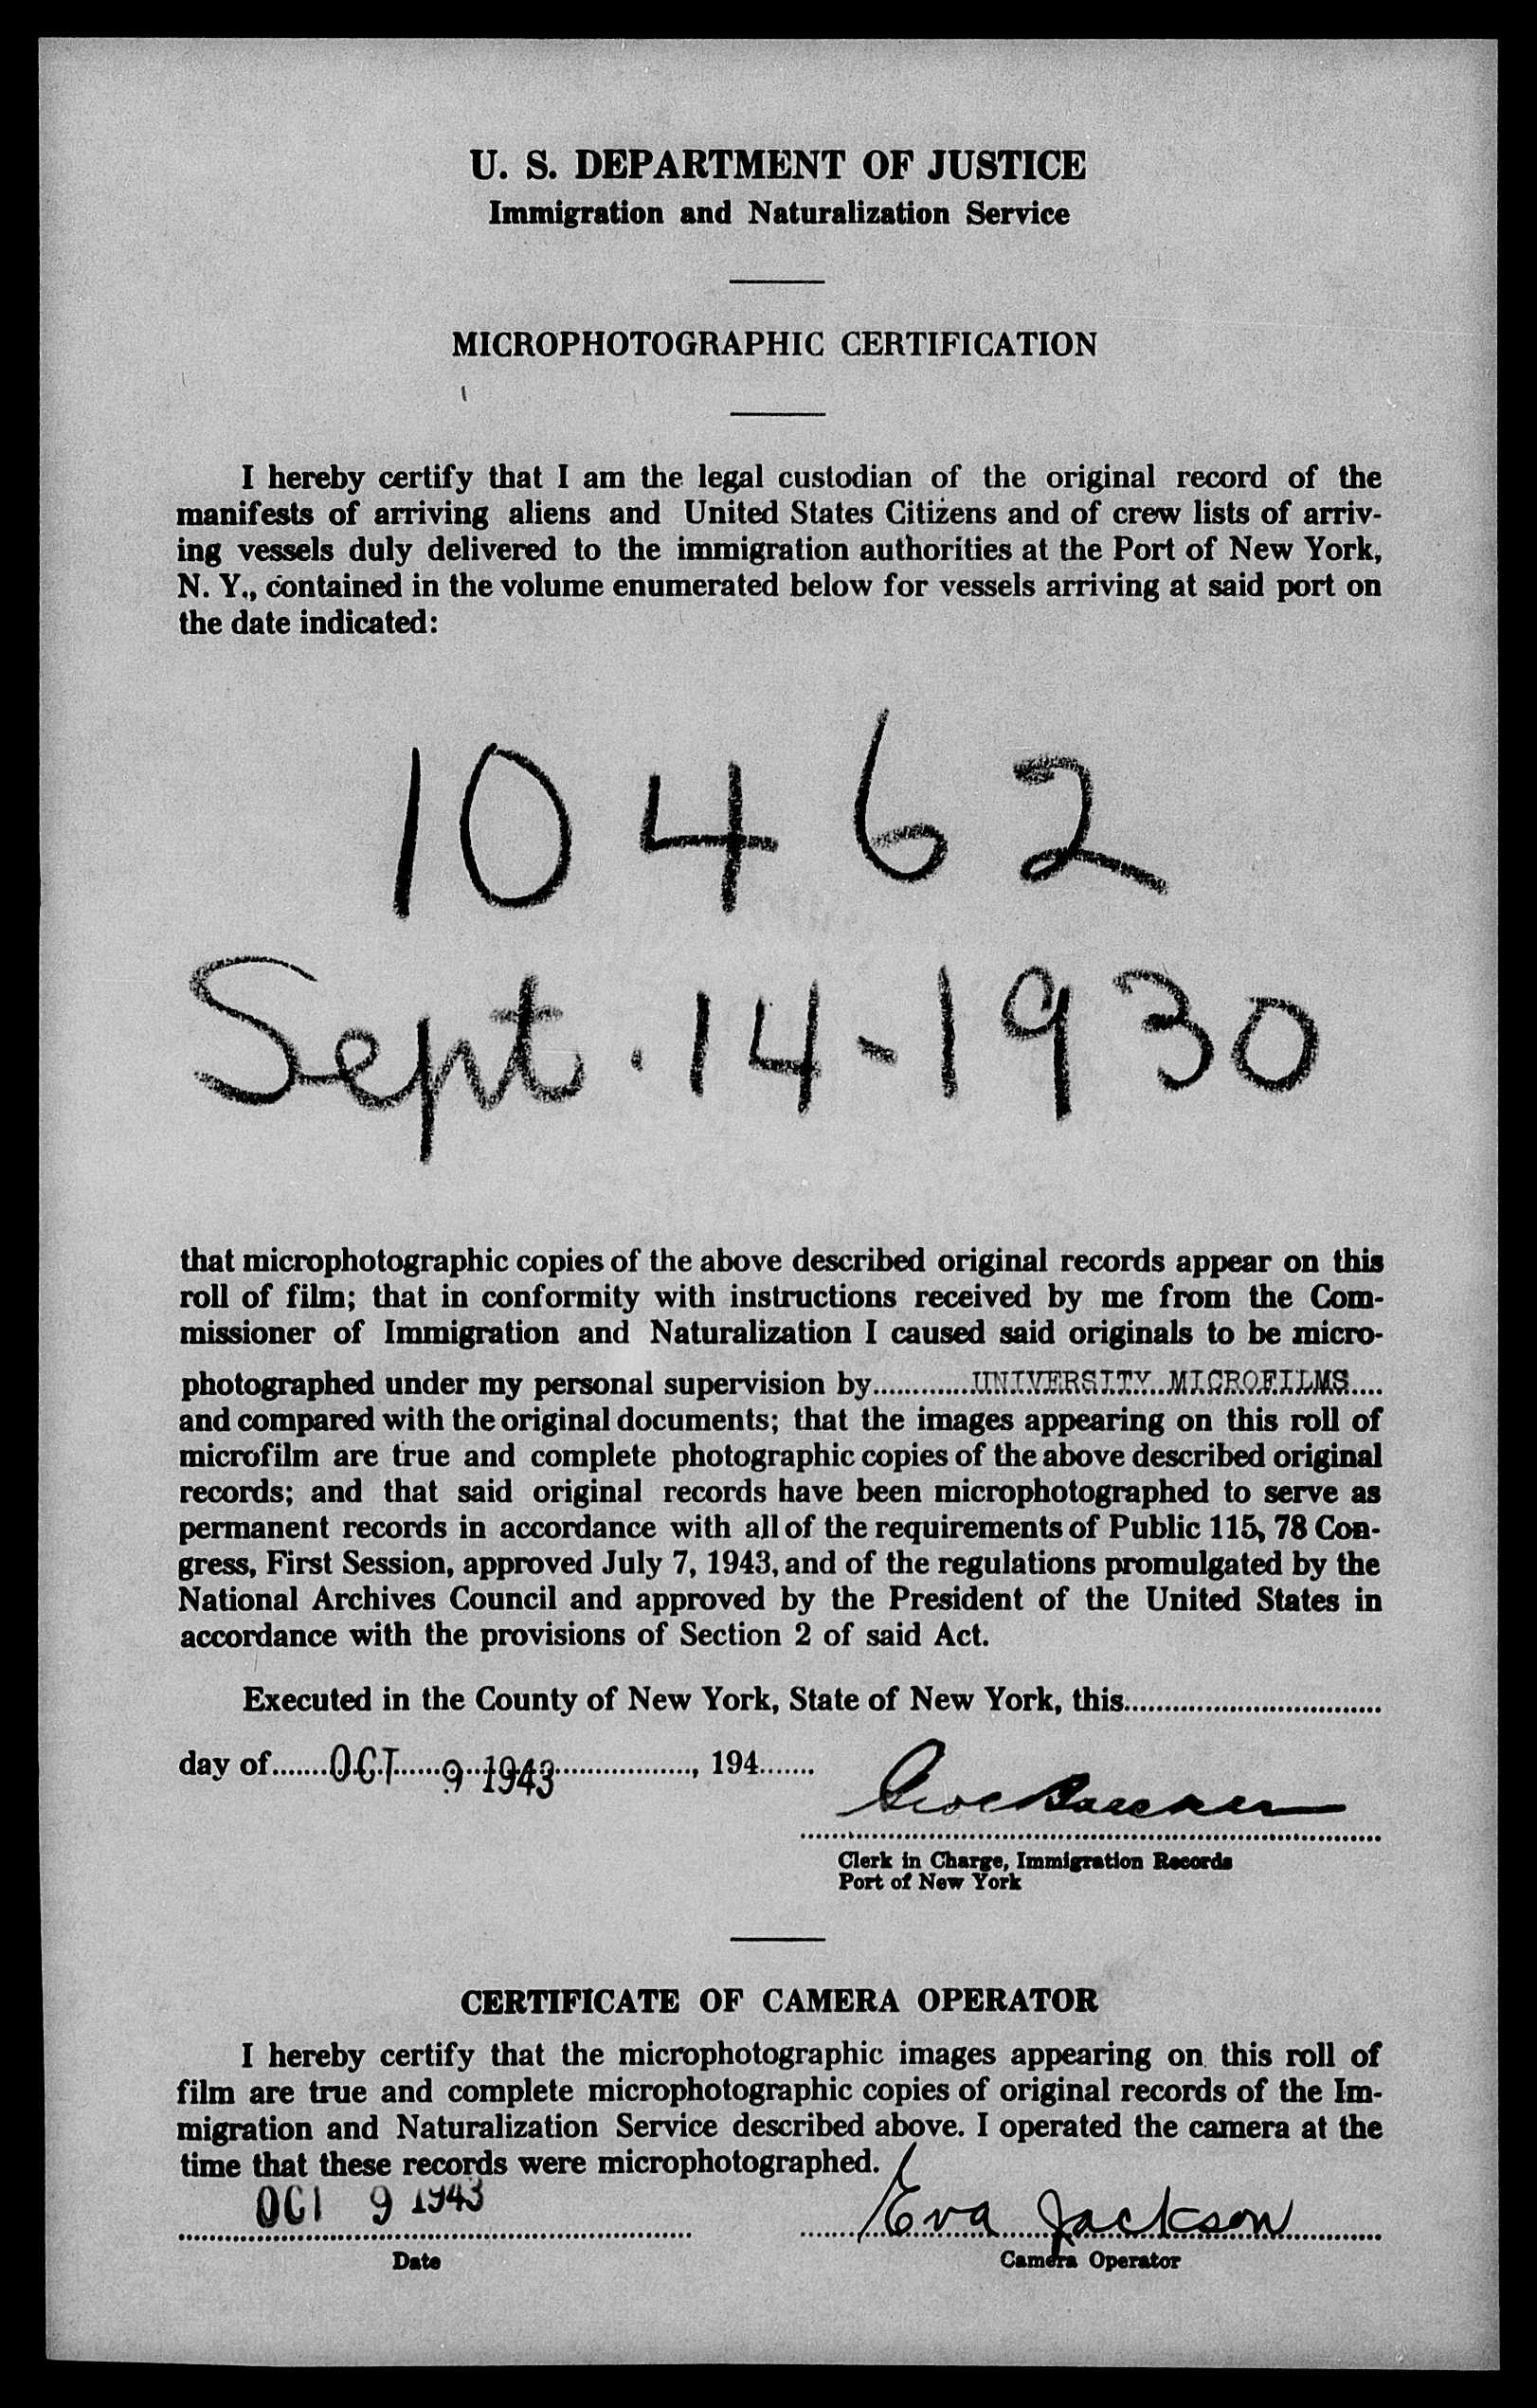 U. S. DEPARTMENT OF JUSTICE
Immigration and Naturalization Service
MICROPHOTOGRAPHIC CERTIFICATION
I hereby certify that I am the legal custodian of the original record of the
manifests of arriving aliens and United States Citizens and of crew lists of arriv-
ing vessels duly delivered to the immigration authorities at the Port of New York,
N. Y., contained in the volume enumerated below for vessels arriving at said port on
the date indicated:
10462
Sept. 14-1930
that microphotographic copies of the above described original records appear on this
roll of film; that in conformity with instructions received by me from the Com-
missioner of Immigration and Naturalization I caused said originals to be micro-
photographed under my personal supervision by............UNIVERSITY MICROFILMS....
and compared with the original documents; that the images appearing on this roll of
microfilm are true and complete photographic copies of the above described original
records; and that said original records have been microphotographed to serve as
permanent records in accordance with all of the requirements of Public 115, 78 Con-
gress, First Session, approved July 7, 1943, and of the regulations promulgated by the
National Archives Council and approved by the President of the United States in
accordance with the provisions of Section 2 of said Act.
Executed in the County of New York, State of New York, this................................
day of.......OCT 9 1943................., 194.......
Clerk in Charge, Immigration Records
Port of New York
CERTIFICATE OF CAMERA OPERATOR
I hereby certify that the microphotographic images appearing on this roll of
film are true and complete microphotographic copies of original records of the Im-
migration and Naturalization Service described above. I operated the camera at the
time that these records were microphotographed.
OCT 9 1943 Eva Jackson
Date Camera Operator